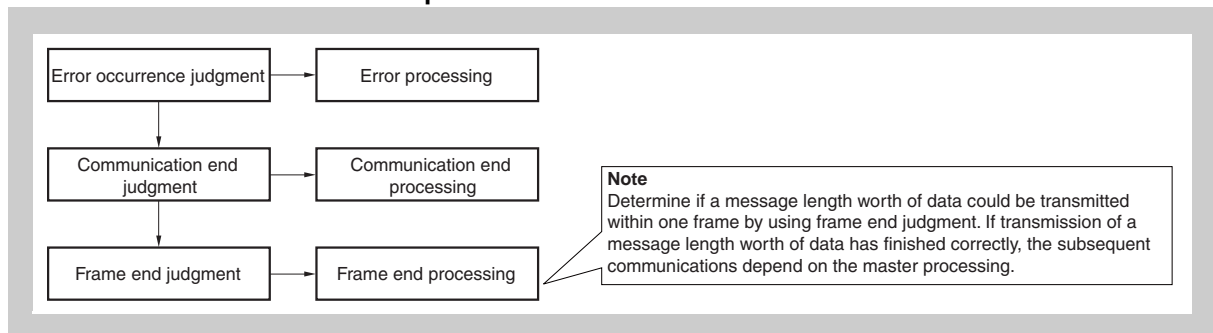 Error occurrence judgment
Error processing
Communication end
judgment
Communication end
processing
Note
Determine if a message length worth of data could be transmitted
within one frame by using frame end judgment. If transmission of a
message length worth of data has finished correctly, the subsequent
communications depend on the master processing.
Frame end judgment
Frame end processing